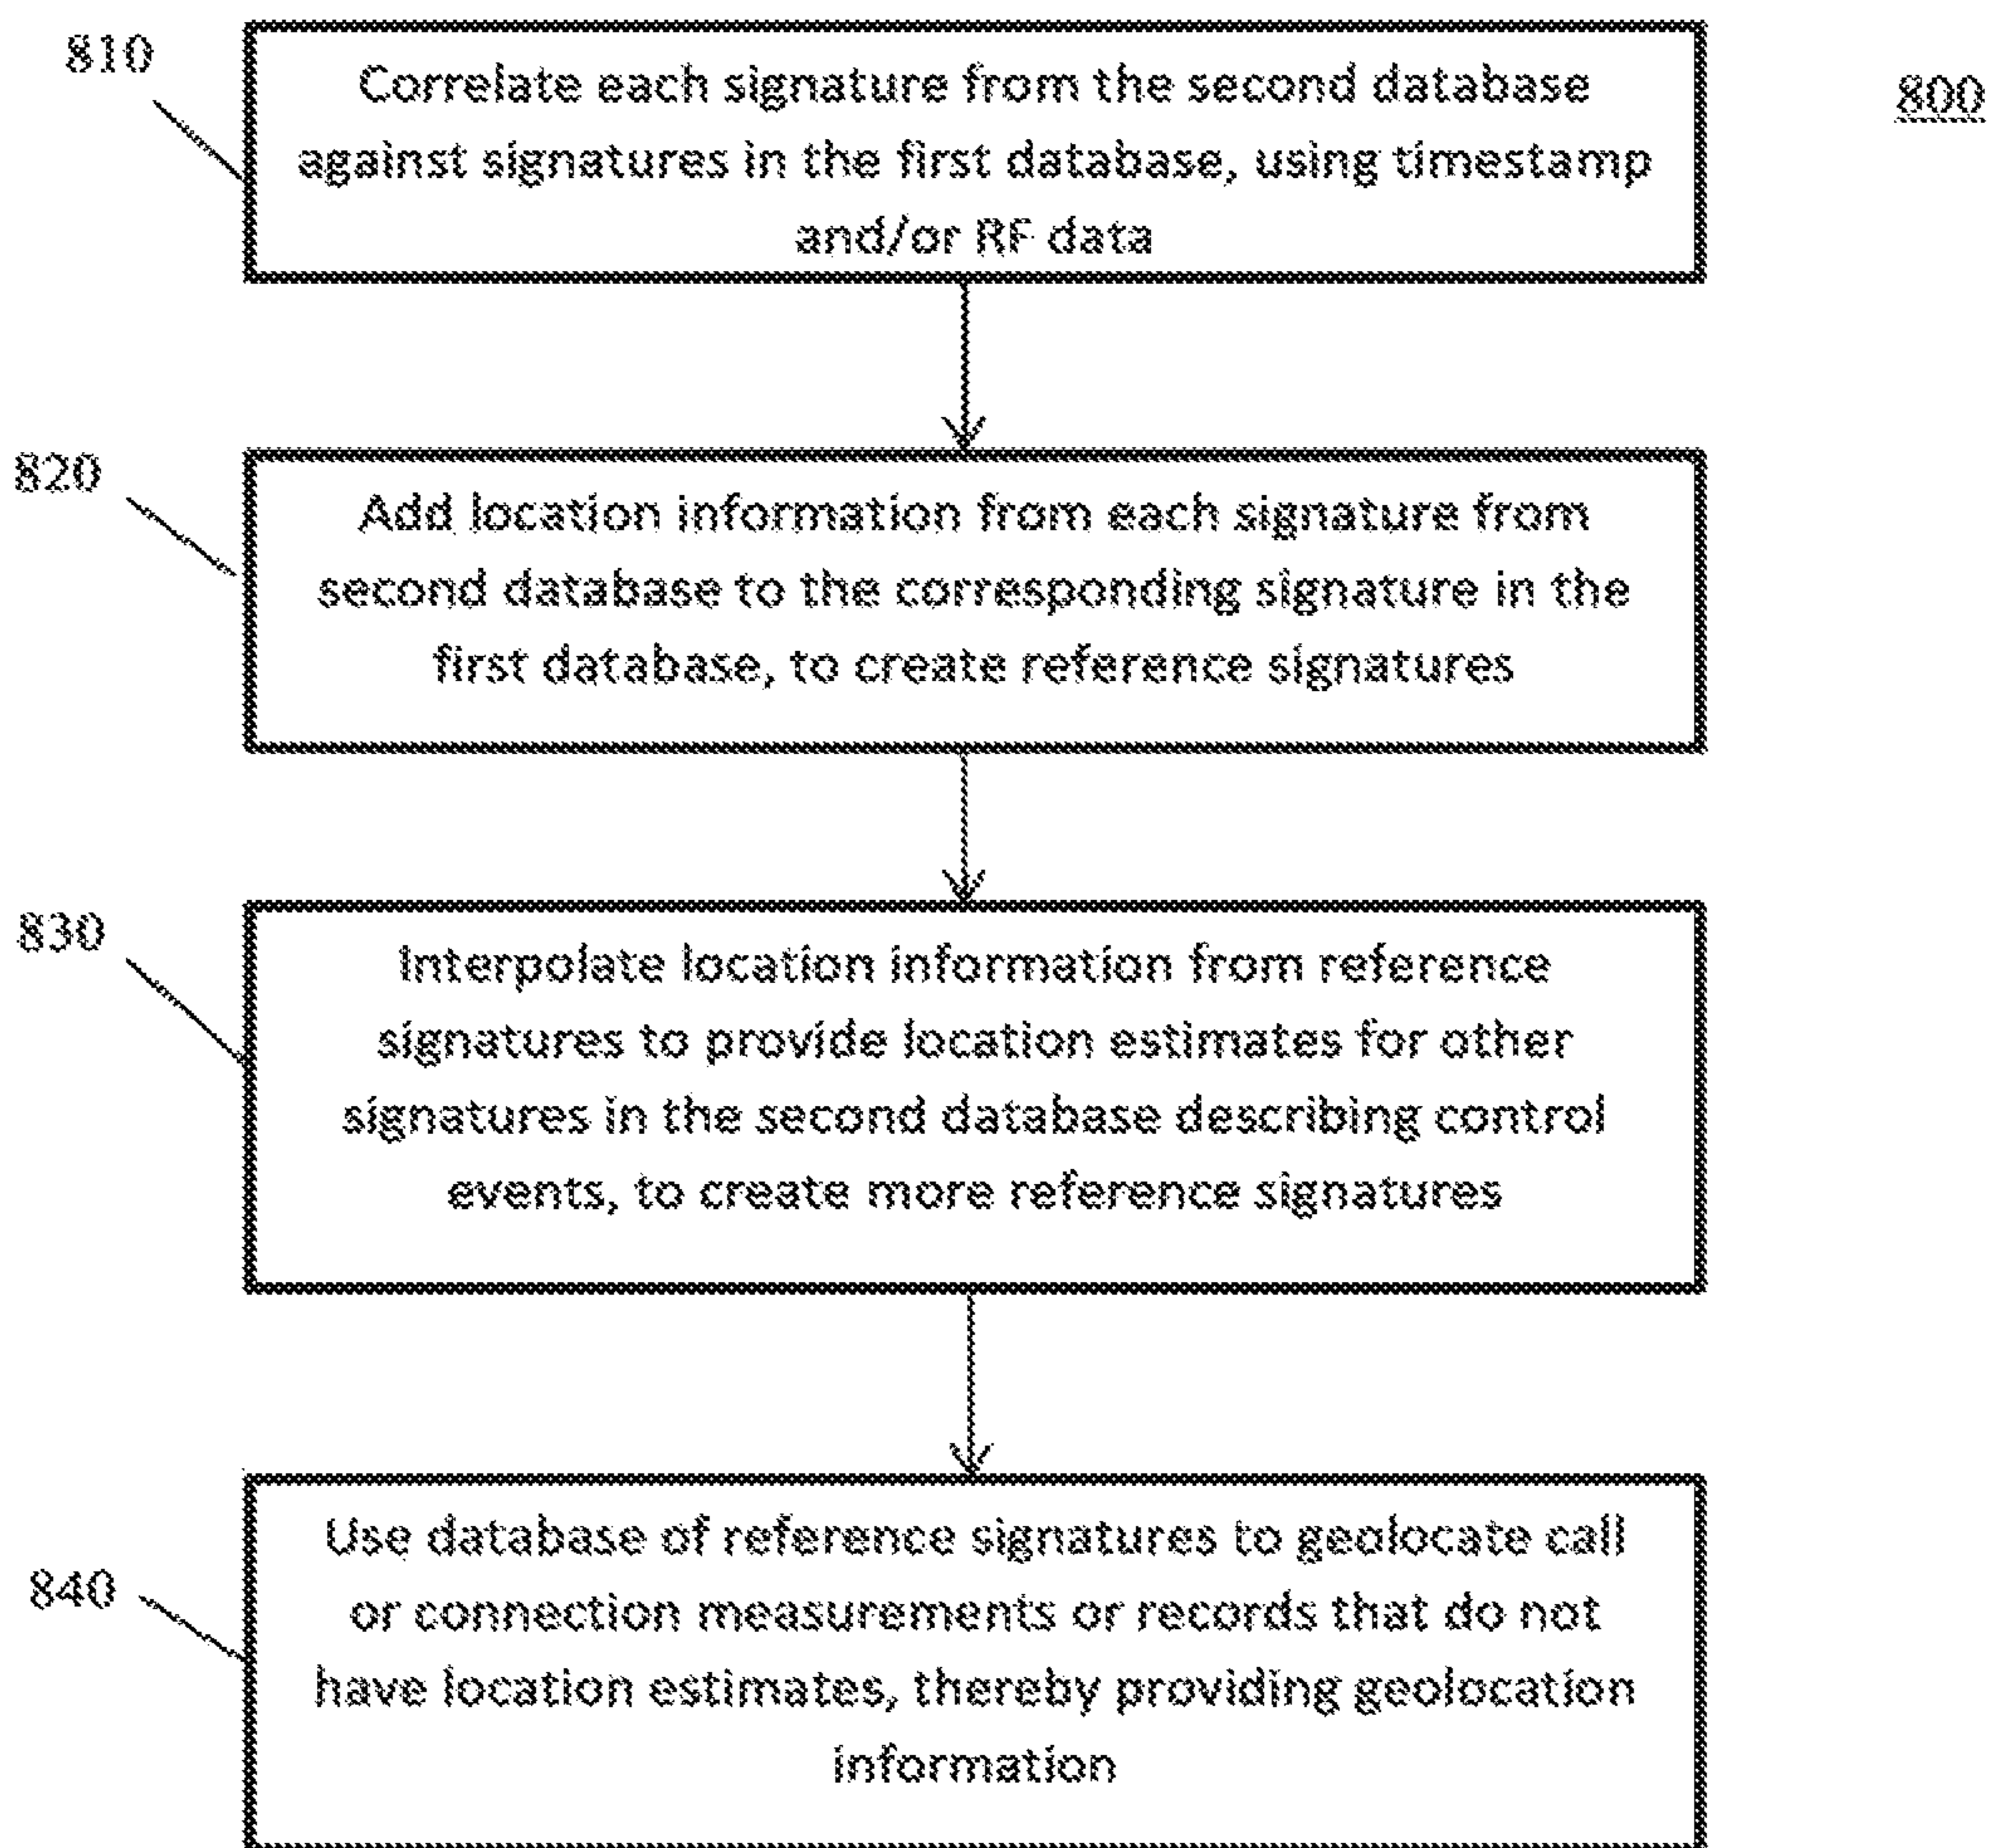 810
Correlate each signature from the second database
against signatures in the first database, using timestamp
and/or RF data
800
820
Add location information from each signature from
second database to the corresponding signature in the
first database, to create reference signatures
830
Interpolate location information from reference
signatures to provide location estimates for other
signatures in the second database describing control
events, to create more reference signatures
840
Use database of reference signatures to geolocate call
or connection measurements or records that do not
have location estimates, thereby providing geolocation
information